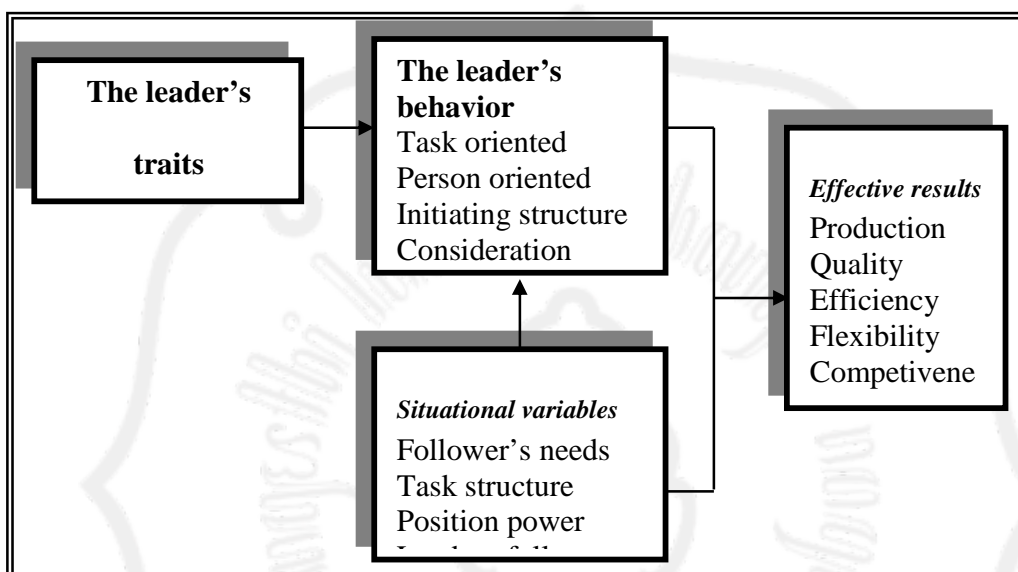 The leader’s
traits
The leader’s
behavior
Task oriented
Person oriented
Initiating structure
Consideration
Situational variables
Follower’s needs
Task structure
Position power
Effective results
Production
Quality
Efficiency
Flexibility
Competivene